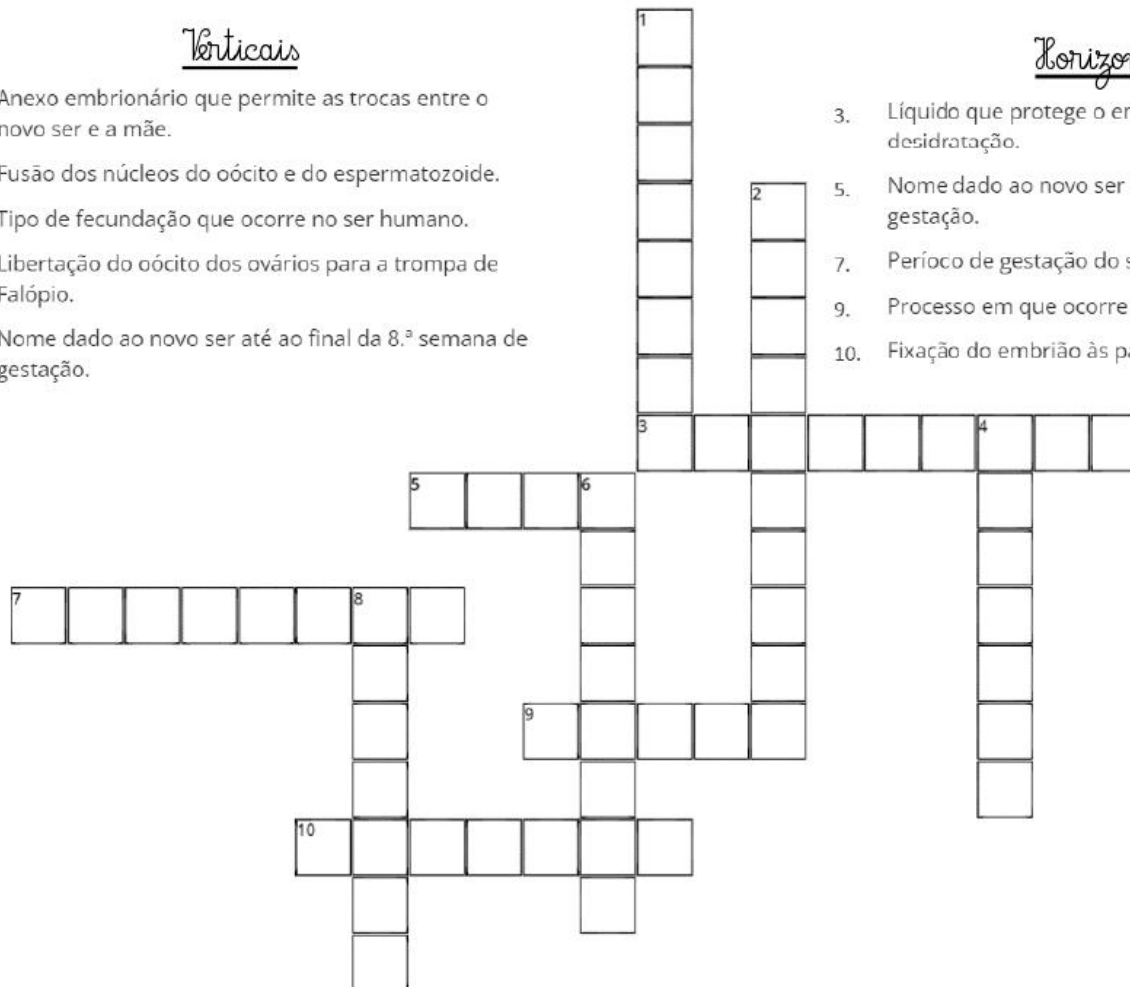 Verticais
Anexo embrionário que permite as trocas entre o
novo ser e a mãe.
Fusão dos núcleos do oócito e do espermatozoide.
Tipo de fecundação que ocorre no ser humano.
Libertação do oócito dos ovários para a trompa de
Falópio.
Nome dado ao novo ser até ao final da 8.ª semana de
gestação.
Horizon
3. Líquido que protege o e
desidratação.
5. Nome dado ao novo ser
gestação.
7. Períoco de gestação do s
9. Processo em que ocorre
10. Fixação do embrião às pa
1
2
3
4
5
6
7
8
9
10